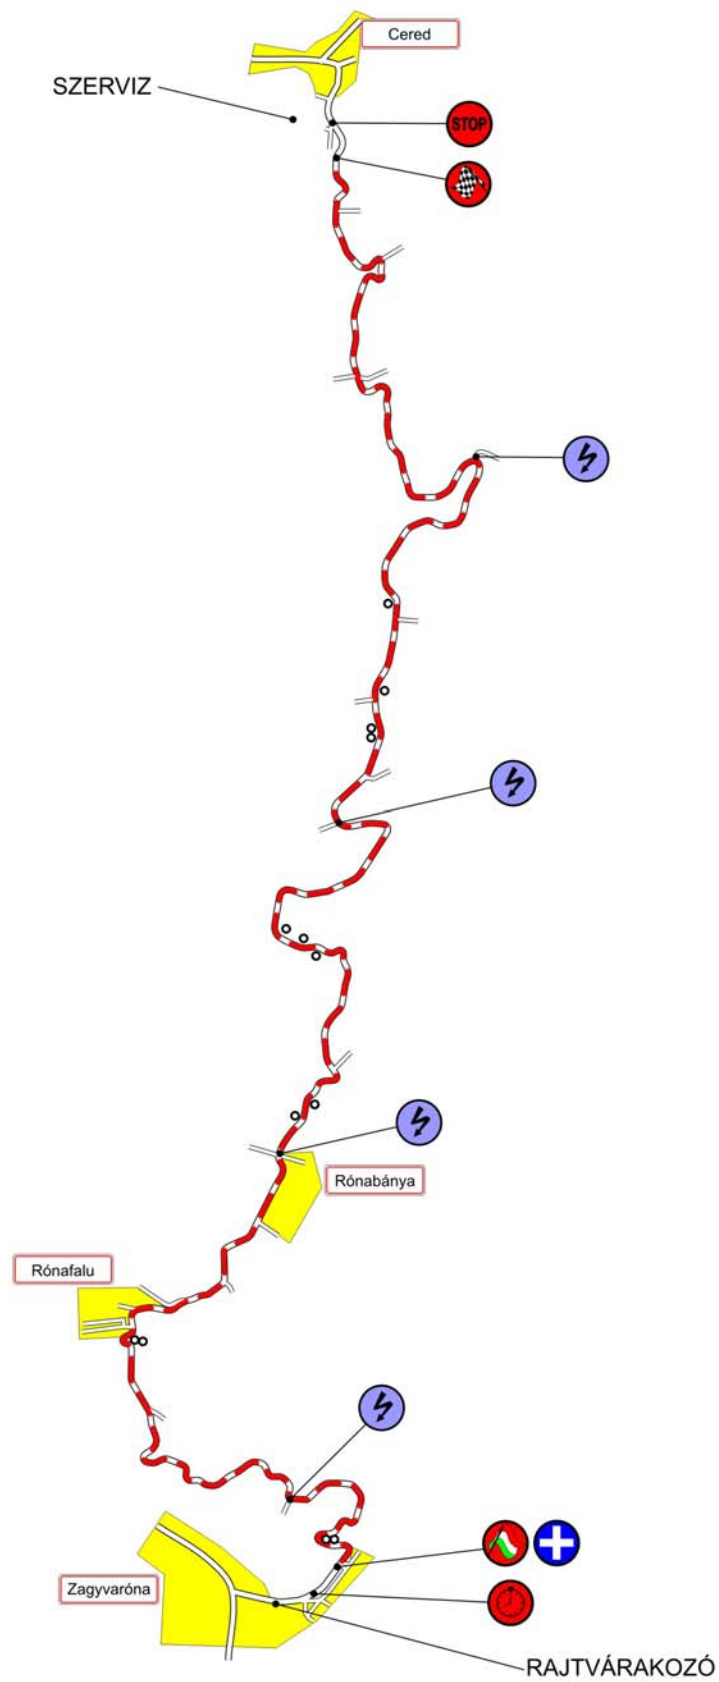 Cered
SZERVIZ
STOP
Rónabánya
Rónafalu
Zagyvaróna
RAJTVÁRAKOZÓ